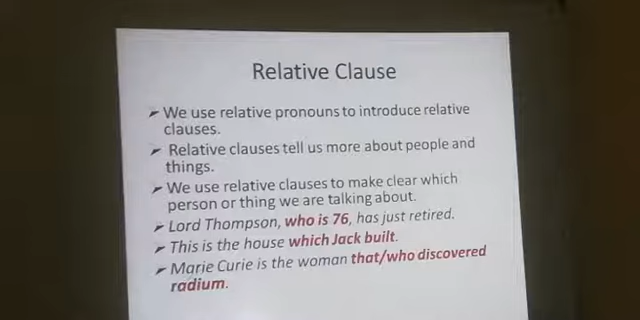 Relative Clause
We use relative pronouns to introduce relative
clauses.
Relative clauses tell us more about people and
things.
We use relative clauses to make clear which
person or thing we are talking about.
Lord Thompson, who is 76, has just retired.
This is the house which Jack built.
Marie Curie is the woman that/who discovered
radium.